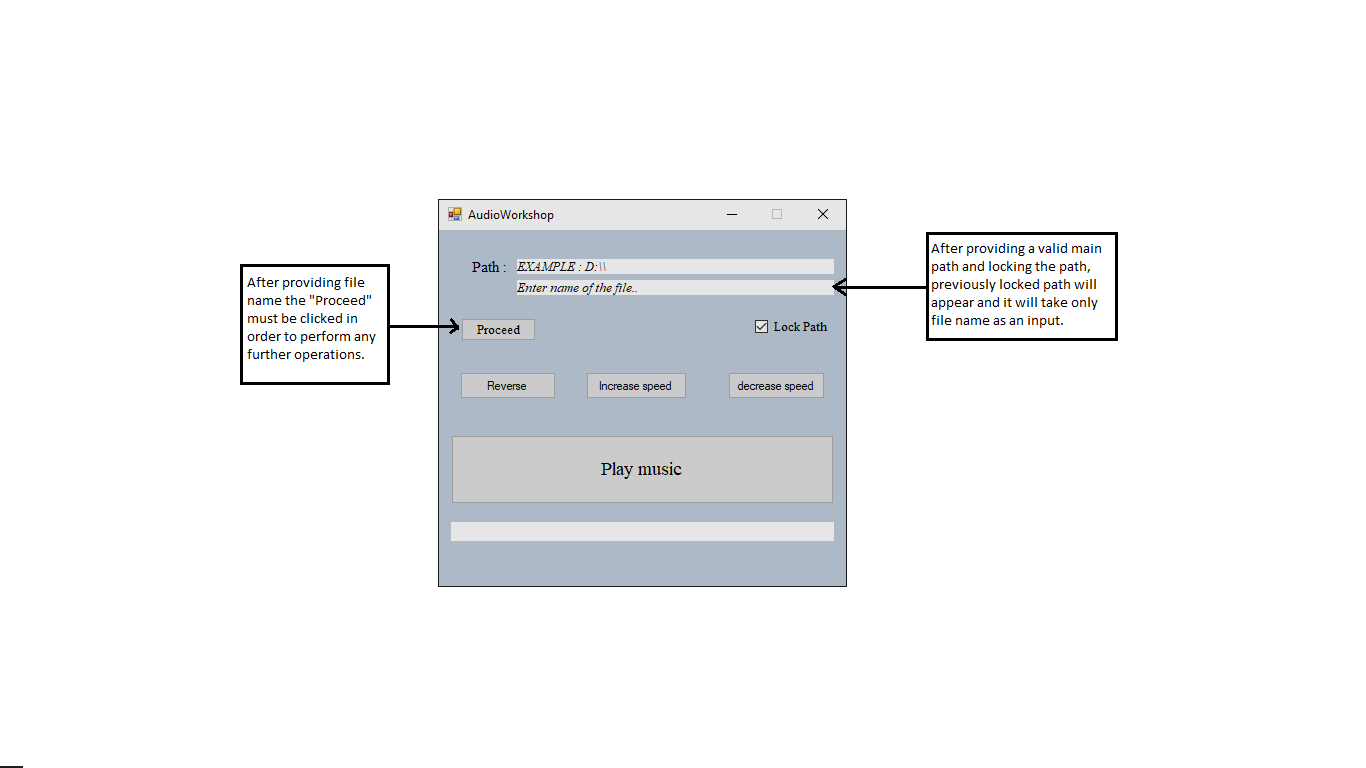 AudioWorkshop
Path :
EXAMPLE : D:\\
Enter name of the file..
Proceed
Lock Path
Reverse
Increase speed
decrease speed
Play music
After providing file
name the "Proceed"
must be clicked in
order to perform any
further operations.
After providing a valid main
path and locking the path,
previously locked path will
appear and it will take only
file name as an input.